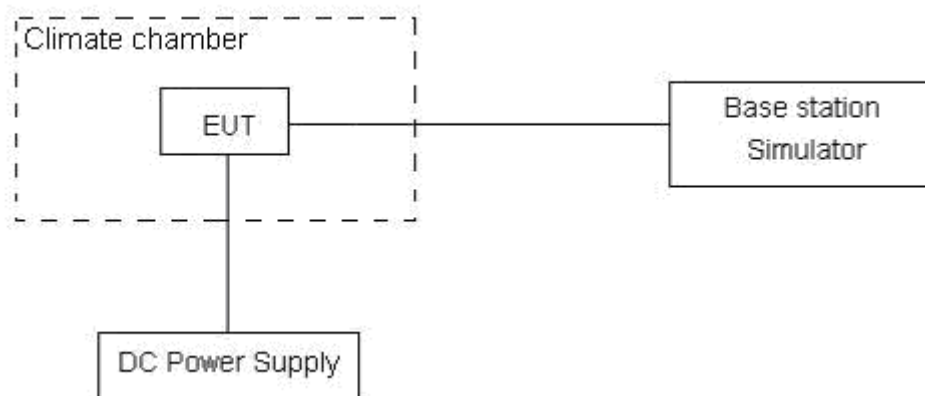 Climate chamber
EUT
Base station
Simulator
DC Power Supply